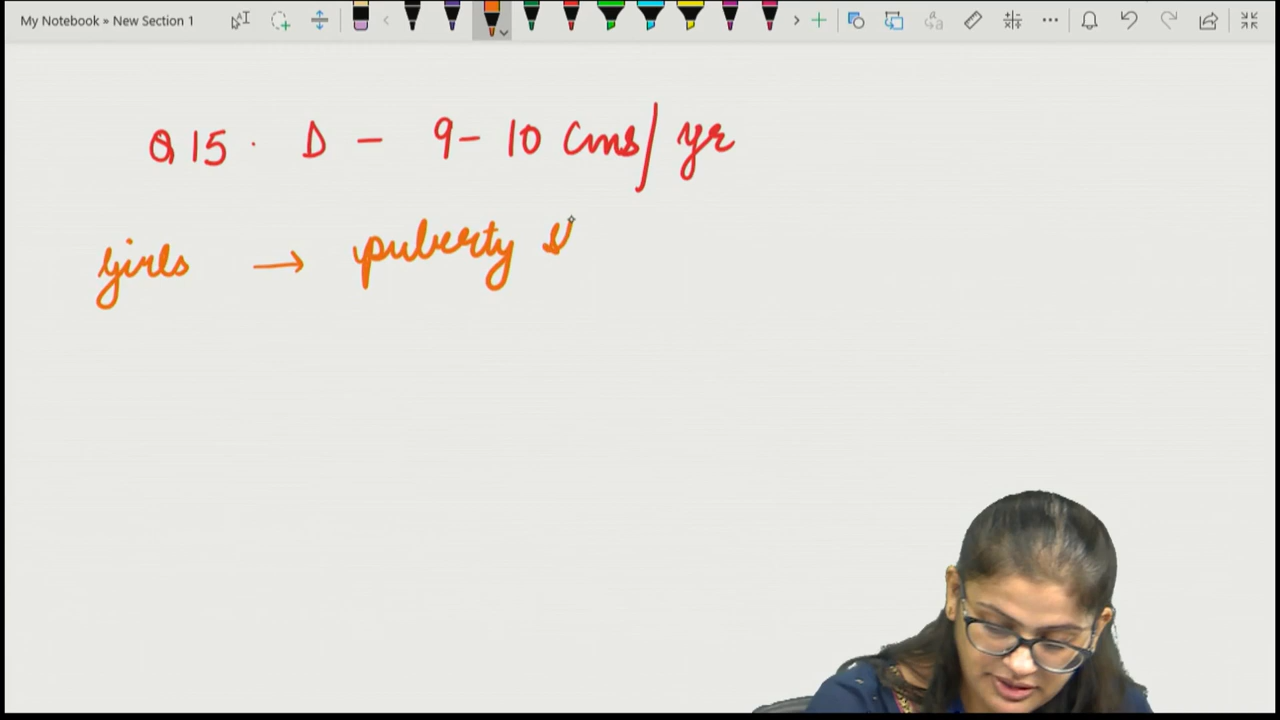 My Notebook » New Section 1
Q15. D - 9-10 Cms/yr
girls → puberty